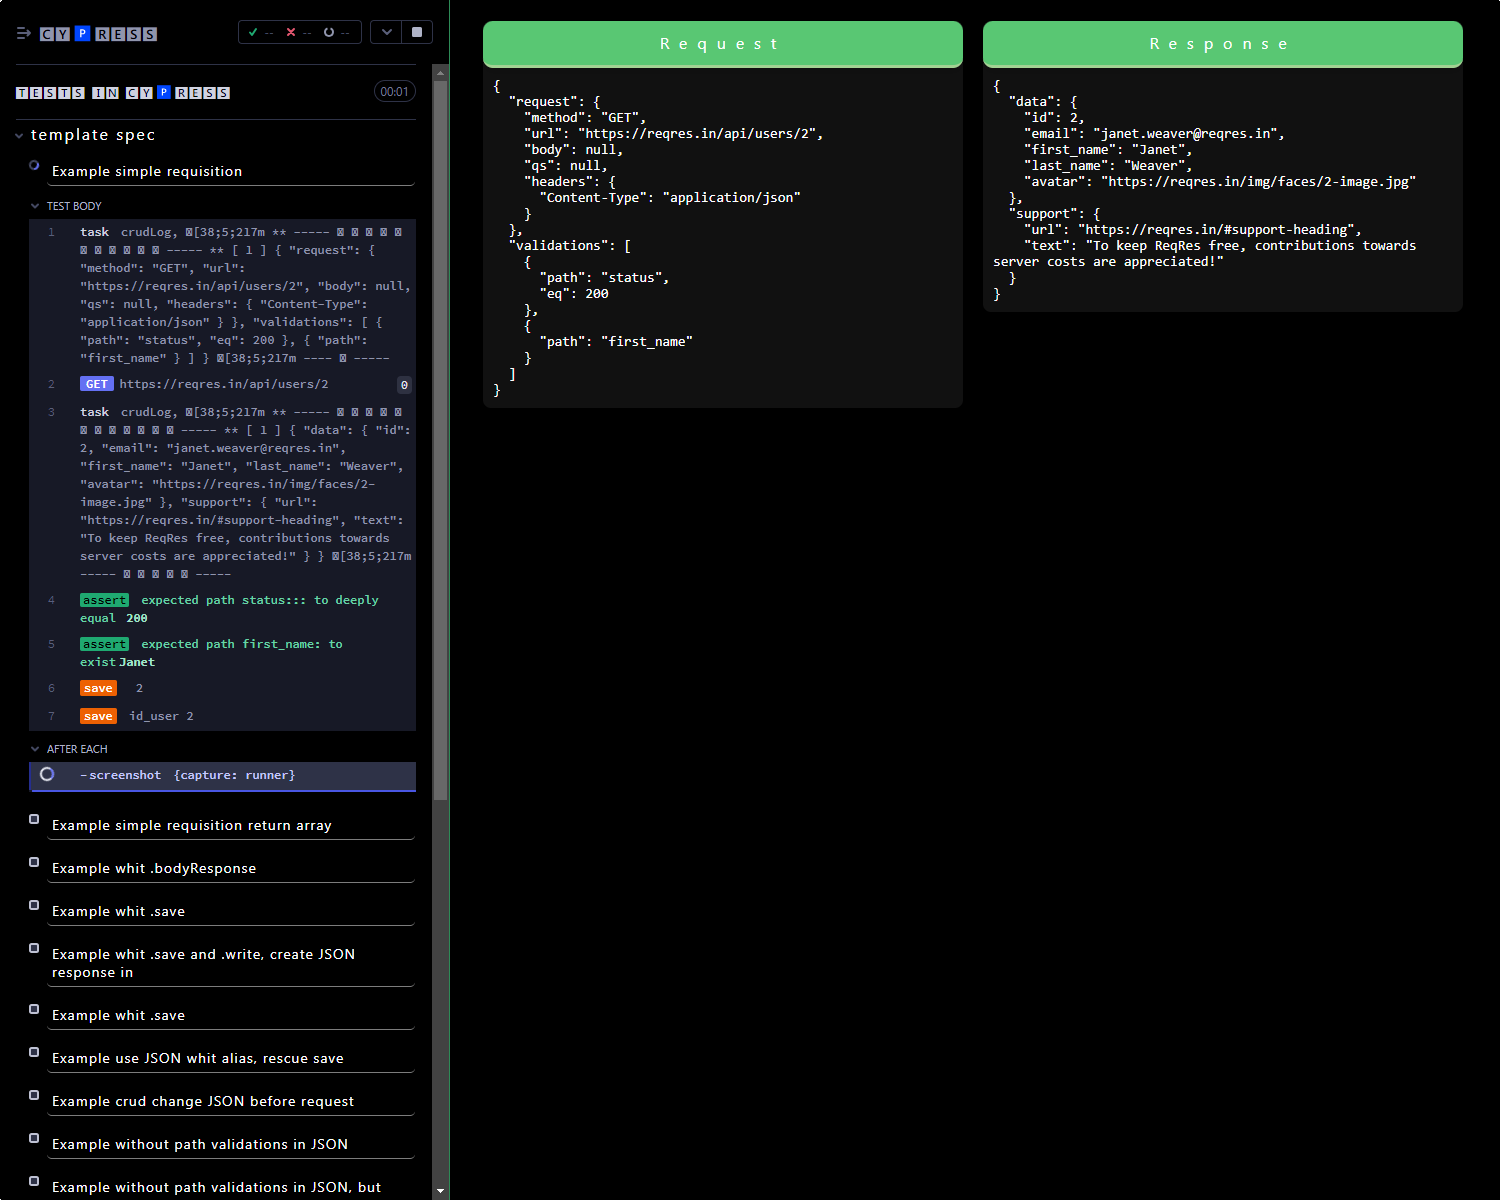 CYPRESS
-- -- --
TESTS IN CYPRESS
00:01
template spec
Example simple requisition
TEST BODY
1 task crudLog, [38;5;217m ** -----
----- ** [ 1 ] { "request": {
"method": "GET", "url":
"https://reqres.in/api/users/2", "body": null,
"qs": null, "headers": { "Content-Type":
"application/json" } }, "validations": [ {
"path": "status", "eq": 200 }, { "path":
"first_name" } ] } [38;5;217m ---- -----
2 GET https://reqres.in/api/users/2 0
3 task crudLog, [38;5;217m ** -----
----- ** [ 1 ] { "data": { "id":
2, "email": "janet.weaver@reqres.in",
"first_name": "Janet", "last_name": "Weaver",
"avatar": "https://reqres.in/img/faces/2-
image.jpg" }, "support": { "url":
"https://reqres.in/#support-heading", "text":
"To keep ReqRes free, contributions towards
server costs are appreciated!" } } [38;5;217m
----- -----
4 assert expected path status::: to deeply
equal 200
5 assert expected path first_name: to
exist Janet
6 save 2
7 save id_user 2
AFTER EACH
-screenshot {capture: runner}
Example simple requisition return array
Example whit .bodyResponse
Example whit .save
Example whit .save and .write, create JSON
response in
Example whit .save
Example use JSON whit alias, rescue save
Example crud change JSON before request
Example without path validations in JSON
Example without path validations in JSON, but
Request
{
"request": {
"method": "GET",
"url": "https://reqres.in/api/users/2",
"body": null,
"qs": null,
"headers": {
"Content-Type": "application/json"
}
},
"validations": [
{
"path": "status",
"eq": 200
},
{
"path": "first_name"
}
]
}
Response
{
"data": {
"id": 2,
"email": "janet.weaver@reqres.in",
"first_name": "Janet",
"last_name": "Weaver",
"avatar": "https://reqres.in/img/faces/2-image.jpg"
},
"support": {
"url": "https://reqres.in/#support-heading",
"text": "To keep ReqRes free, contributions towards
server costs are appreciated!"
}
}